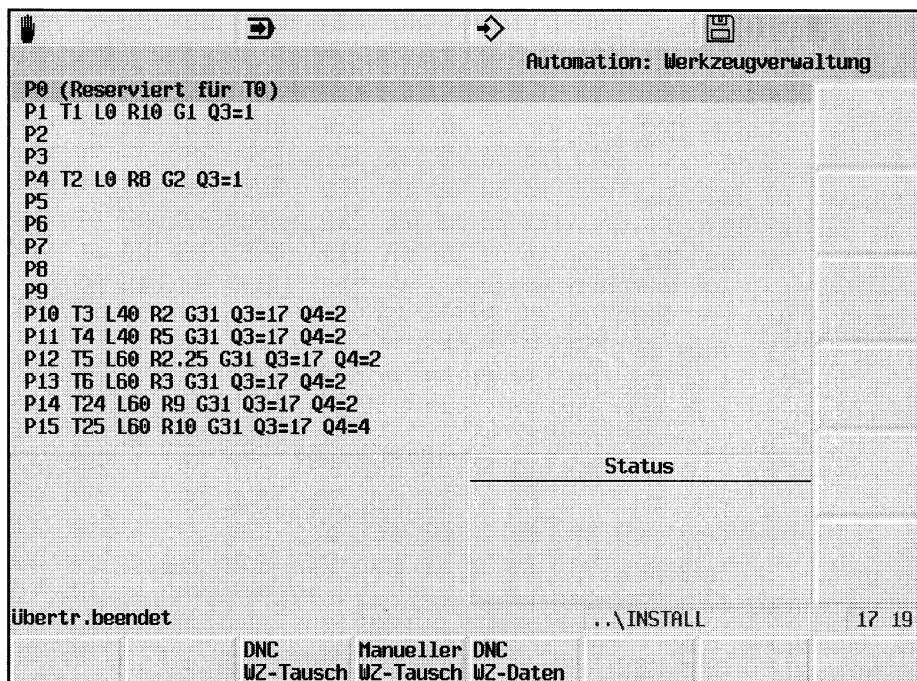 Automation: Werkzeugverwaltung
P0 (Reserviert für T0)
P1 T1 L0 R10 G1 Q3=1
P2
P3
P4 T2 L0 R8 G2 Q3=1
P5
P6
P7
P8
P9
P10 T3 L40 R2 G31 Q3=17 Q4=2
P11 T4 L40 R5 G31 Q3=17 Q4=2
P12 T5 L60 R2.25 G31 Q3=17 Q4=2
P13 T6 L60 R3 G31 Q3=17 Q4=2
P14 T24 L60 R9 G31 Q3=17 Q4=2
P15 T25 L60 R10 G31 Q3=17 Q4=4
Status
übertr.beendet ..\INSTALL 17 19
DNC Manueller DNC
WZ-Tausch WZ-Tausch WZ-Daten